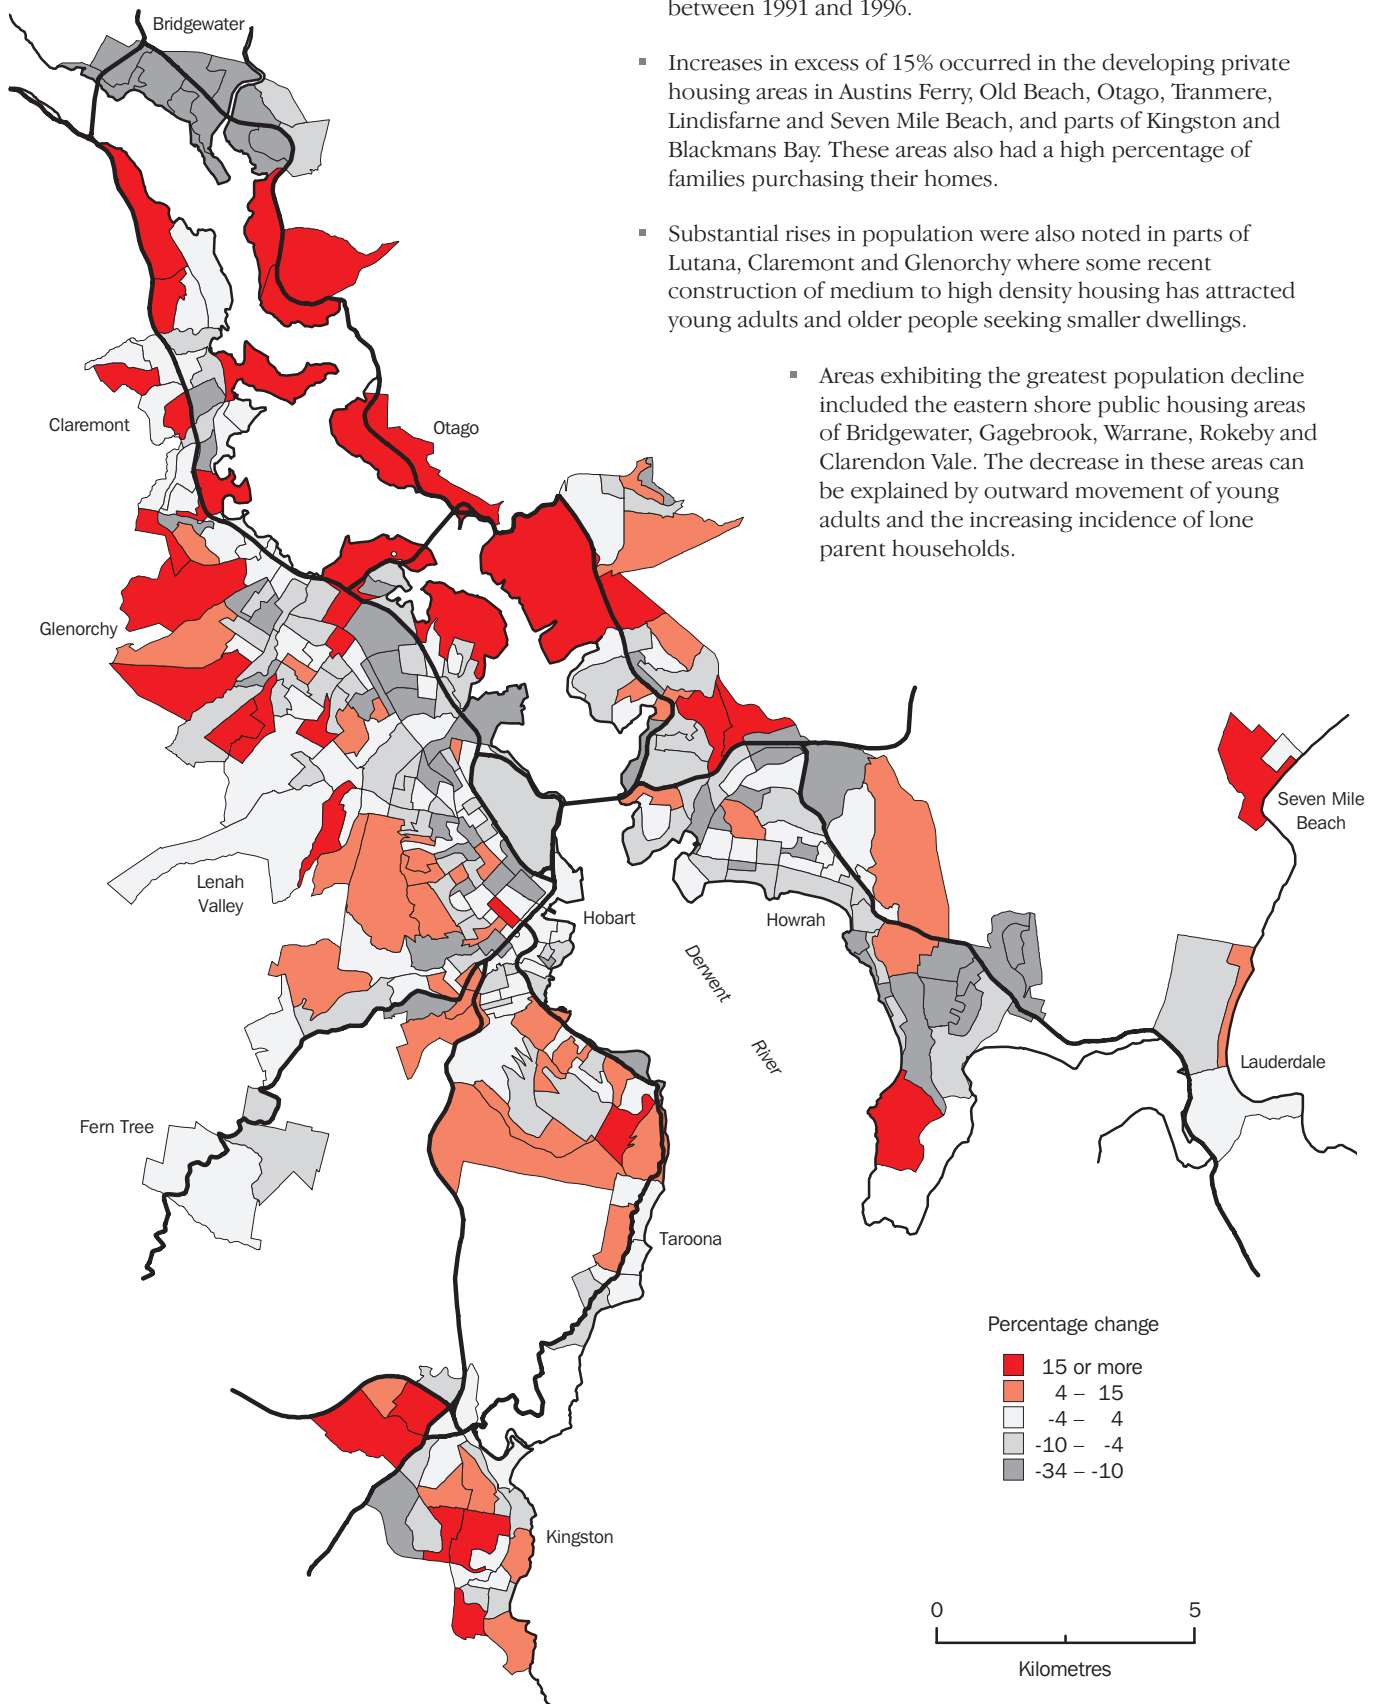 between 1991 and 1996.
▪ Increases in excess of 15% occurred in the developing private
housing areas in Austins Ferry, Old Beach, Otago, Tranmere,
Lindisfarne and Seven Mile Beach, and parts of Kingston and
Blackmans Bay. These areas also had a high percentage of
families purchasing their homes.
▪ Substantial rises in population were also noted in parts of
Lutana, Claremont and Glenorchy where some recent
construction of medium to high density housing has attracted
young adults and older people seeking smaller dwellings.
▪ Areas exhibiting the greatest population decline
included the eastern shore public housing areas
of Bridgewater, Gagebrook, Warrane, Rokeby and
Clarendon Vale. The decrease in these areas can
be explained by outward movement of young
adults and the increasing incidence of lone
parent households.
Bridgewater
Claremont
Otago
Glenorchy
Seven Mile
Beach
Lenah
Valley
Hobart
Howrah
Derwent
River
Lauderdale
Fern Tree
Taroona
Kingston
Percentage change
15 or more
4 – 15
-4 – 4
-10 – -4
-34 – -10
0 5
Kilometres